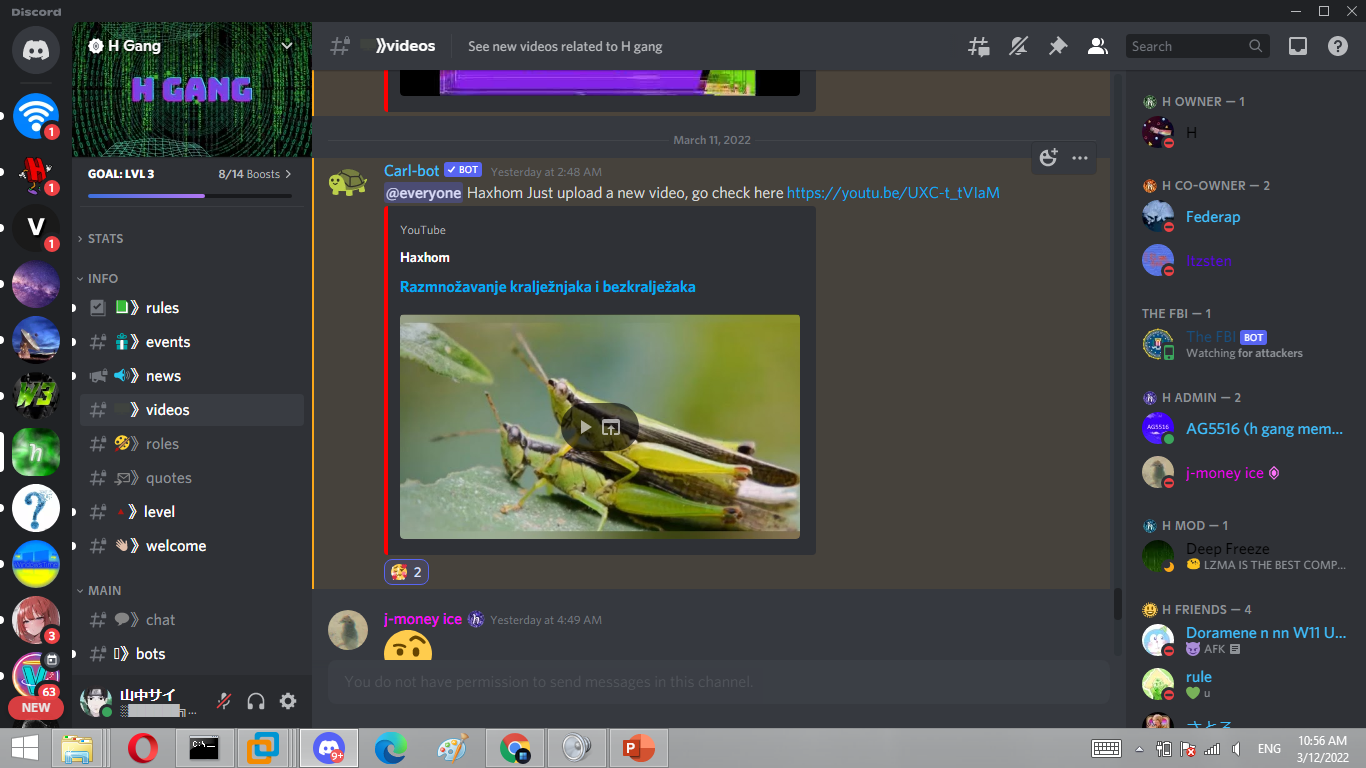 Discord
H Gang
H GANG
GOAL: LVL 3
8/14 Boosts
STATS
INFO
》rules
》events
》news
》videos
》roles
》quotes
》level
》welcome
MAIN
》chat
》bots
1
1
V
1
W3
h
?
3
63
NEW
山中サイ
》videos
See new videos related to H gang
Search
March 11, 2022
Carl-bot
BOT
Yesterday at 2:48 AM
@everyone Haxhom Just upload a new video, go check here https://youtu.be/UXC-t_tVIaM
YouTube
Haxhom
Razmnožavanje kralježnjaka i bezkralježaka
2
j-money ice
Yesterday at 4:49 AM
You do not have permission to send messages in this channel.
H OWNER — 1
H
H CO-OWNER — 2
Federap
THE FBI — 1
The FBI BOT
Watching for attackers
H ADMIN — 2
AG5516
AG5516 (h gang mem...
j-money ice
H MOD — 1
Deep Freeze
LZMA IS THE BEST COMP...
H FRIENDS — 4
Doramene n nn W11 U...
AFK
rule
u
さとる
9+
ENG
10:56 AM
3/12/2022